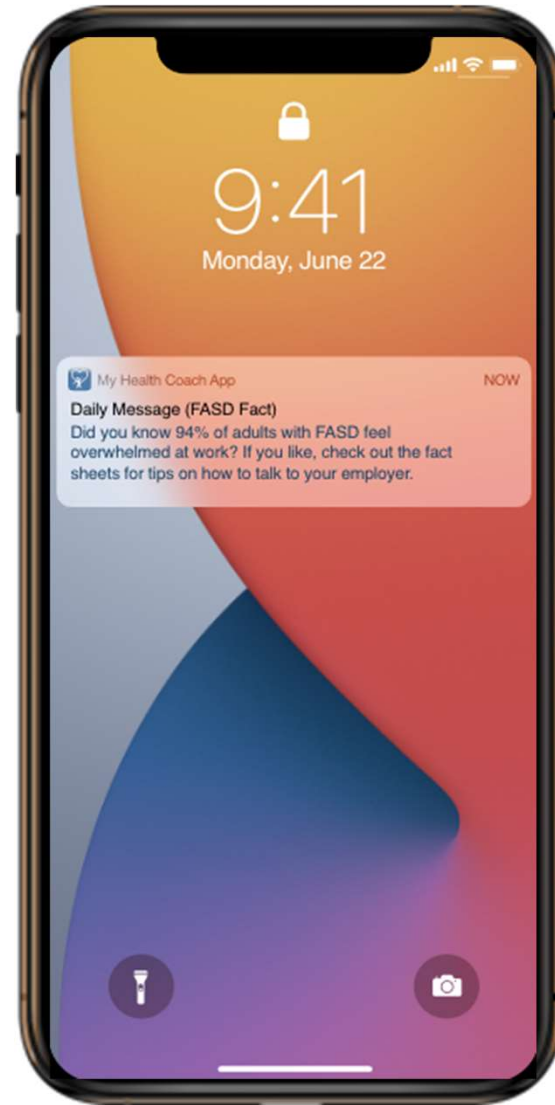 9:41
Monday, June 22
My Health Coach App NOW
Daily Message (FASD Fact)
Did you know 94% of adults with FASD feel
overwhelmed at work? If you like, check out the fact
sheets for tips on how to talk to your employer.